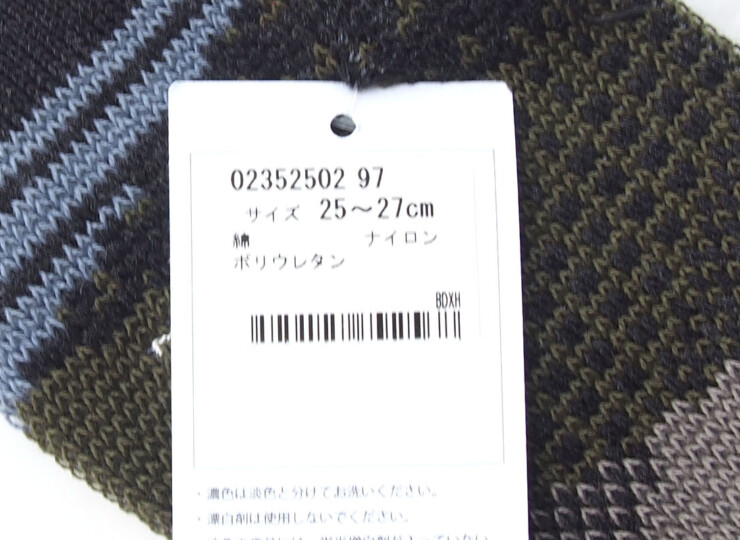 02352502 97
サイズ 25～27cm
綿 ナイロン
ポリウレタン
BDXH
・濃色は淡色と分けてお洗いください。
・漂白剤は使用しないでください。